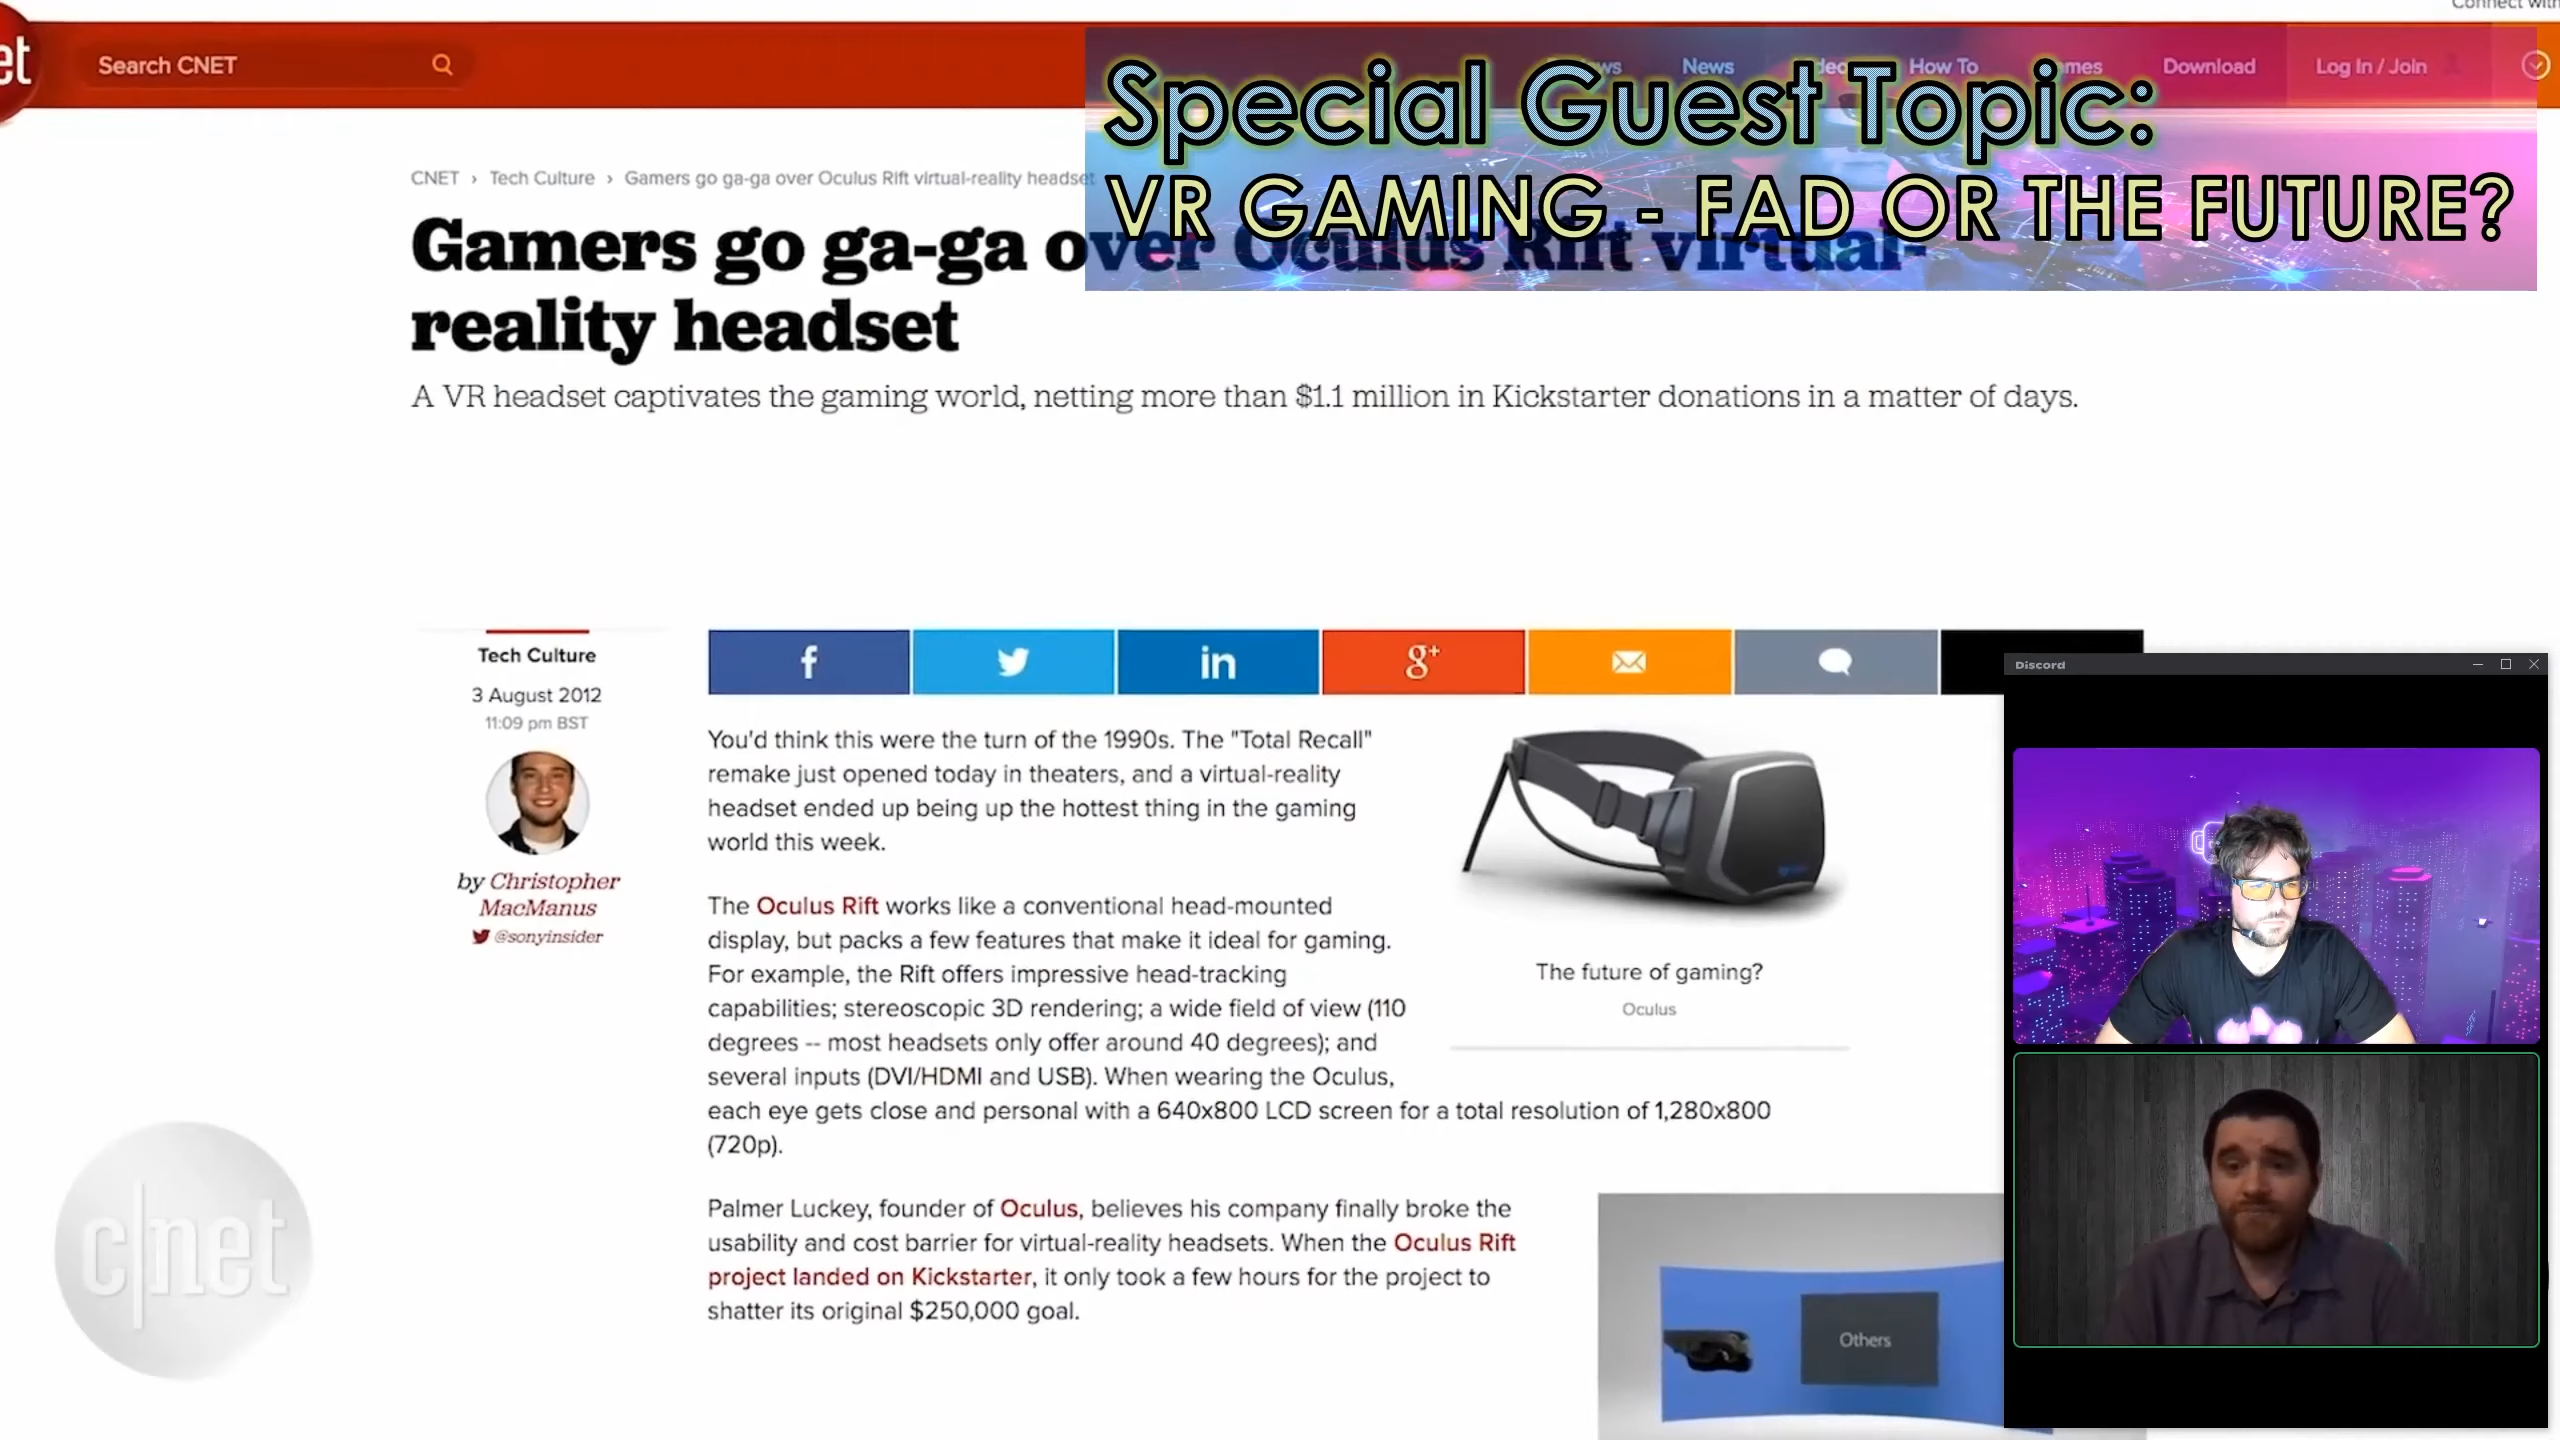 Connect with
et
Search CNET
News
How To
Download
Log In / Join
Special Guest Topic:
VR GAMING - FAD OR THE FUTURE?
CNET › Tech Culture › Gamers go ga-ga over Oculus Rift virtual-reality headset
Gamers go ga-ga over Oculus Rift virtual-
reality headset
A VR headset captivates the gaming world, netting more than $1.1 million in Kickstarter donations in a matter of days.
Tech Culture
3 August 2012
11:09 pm BST
by Christopher
MacManus
@sonyinsider
f
in
g+
You'd think this were the turn of the 1990s. The "Total Recall"
remake just opened today in theaters, and a virtual-reality
headset ended up being up the hottest thing in the gaming
world this week.
The Oculus Rift works like a conventional head-mounted
display, but packs a few features that make it ideal for gaming.
For example, the Rift offers impressive head-tracking
capabilities; stereoscopic 3D rendering; a wide field of view (110
degrees -- most headsets only offer around 40 degrees); and
several inputs (DVI/HDMI and USB). When wearing the Oculus,
each eye gets close and personal with a 640x800 LCD screen for a total resolution of 1,280x800
(720p).
The future of gaming?
Oculus
Palmer Luckey, founder of Oculus, believes his company finally broke the
usability and cost barrier for virtual-reality headsets. When the Oculus Rift
project landed on Kickstarter, it only took a few hours for the project to
shatter its original $250,000 goal.
Others
Discord
c|net